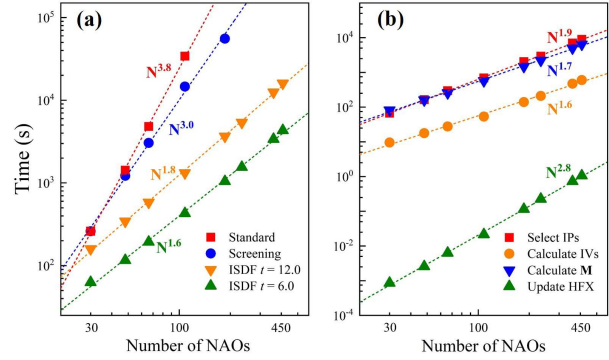 (a)
Time (s)
10^5
10^4
10^3
10^2
N^3.8
N^3.0
N^1.8
N^1.6
Standard
Screening
ISDF t = 12.0
ISDF t = 6.0
30 100 450
Number of NAOs
(b)
10^4
10^2
10^0
10^-2
10^-4
N^1.9
N^1.7
N^1.6
N^2.8
Select IPs
Calculate IVs
Calculate M
Update HFX
30 100 450
Number of NAOs